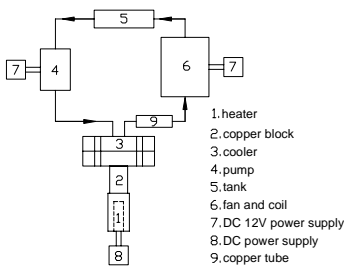 5
7
4
6
7
9
3
2
1
8
1.heater
2.copper block
3.cooler
4.pump
5.tank
6.fan and coil
7.DC 12V power supply
8.DC power supply
9.copper tube